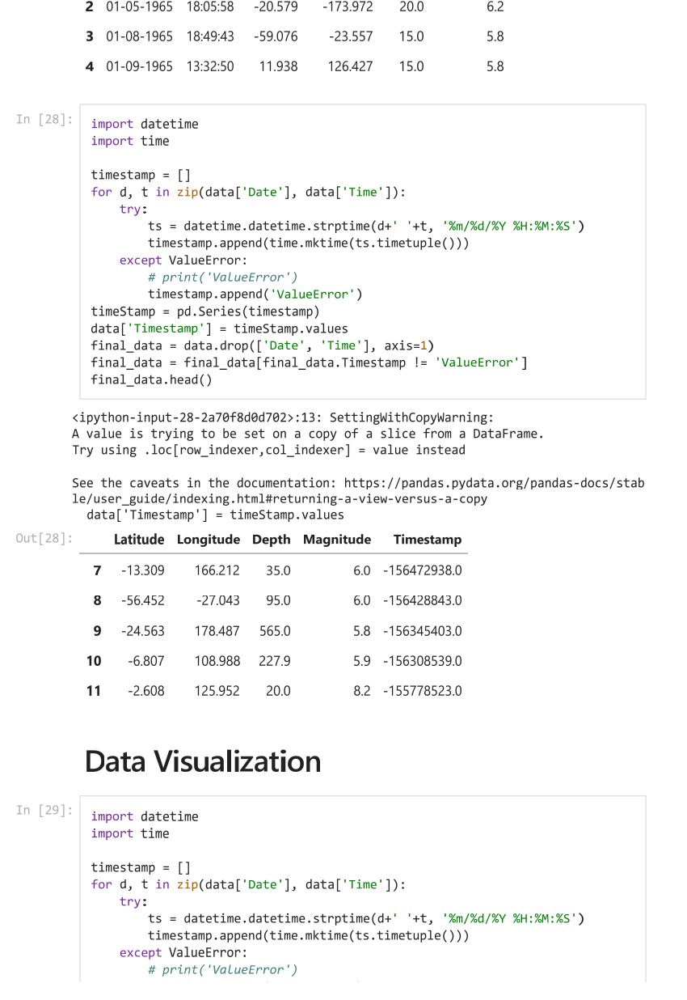 2 01-05-1965 18:05:58 -20.579 -173.972 20.0 6.2
3 01-08-1965 18:49:43 -59.076 -23.557 15.0 5.8
4 01-09-1965 13:32:50 11.938 126.427 15.0 5.8
In [28]:
import datetime
import time
timestamp = []
for d, t in zip(data['Date'], data['Time']):
    try:
        ts = datetime.datetime.strptime(d+' '+t, '%m/%d/%Y %H:%M:%S')
        timestamp.append(time.mktime(ts.timetuple()))
    except ValueError:
        # print('ValueError')
        timestamp.append('ValueError')
timeStamp = pd.Series(timestamp)
data['Timestamp'] = timeStamp.values
final_data = data.drop(['Date', 'Time'], axis=1)
final_data = final_data[final_data.Timestamp != 'ValueError']
final_data.head()
<ipython-input-28-2a70f8d0d702>:13: SettingWithCopyWarning:
A value is trying to be set on a copy of a slice from a DataFrame.
Try using .loc[row_indexer,col_indexer] = value instead
See the caveats in the documentation: https://pandas.pydata.org/pandas-docs/stab
le/user_guide/indexing.html#returning-a-view-versus-a-copy
  data['Timestamp'] = timeStamp.values
Out[28]:
Latitude Longitude Depth Magnitude Timestamp
7 -13.309 166.212 35.0 6.0 -156472938.0
8 -56.452 -27.043 95.0 6.0 -156428843.0
9 -24.563 178.487 565.0 5.8 -156345403.0
10 -6.807 108.988 227.9 5.9 -156308539.0
11 -2.608 125.952 20.0 8.2 -155778523.0
Data Visualization
In [29]:
import datetime
import time
timestamp = []
for d, t in zip(data['Date'], data['Time']):
    try:
        ts = datetime.datetime.strptime(d+' '+t, '%m/%d/%Y %H:%M:%S')
        timestamp.append(time.mktime(ts.timetuple()))
    except ValueError:
        # print('ValueError')